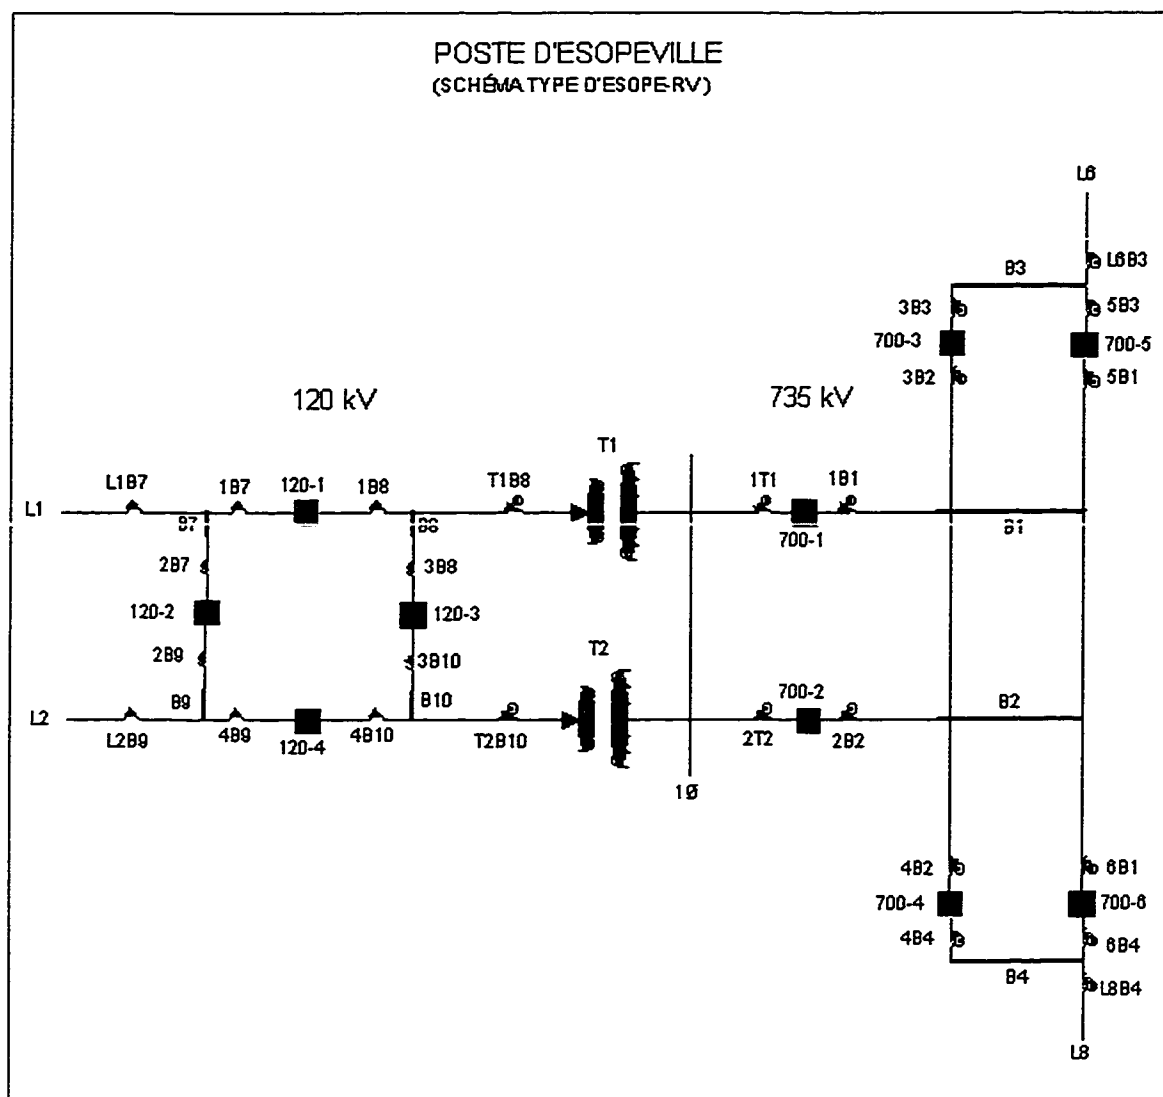 POSTE D'ESOPEVILLE
(SCHÉMA TYPE D'ESOPE-RV)
L6
L6B3
B3
3B3
5B3
700-3
700-5
3B2
5B1
120 kV
735 kV
T1
L1B7
1B7
120-1
1B8
T1B8
1T1
1B1
L1
B7
B8
700-1
B1
2B7
3B8
120-2
120-3
2B9
3B10
T2
700-2
B9
B10
B2
L2
L2B9
4B9
120-4
4B10
T2B10
2T2
2B2
10
4B2
6B1
700-4
700-6
4B4
6B4
B4
L8B4
L8